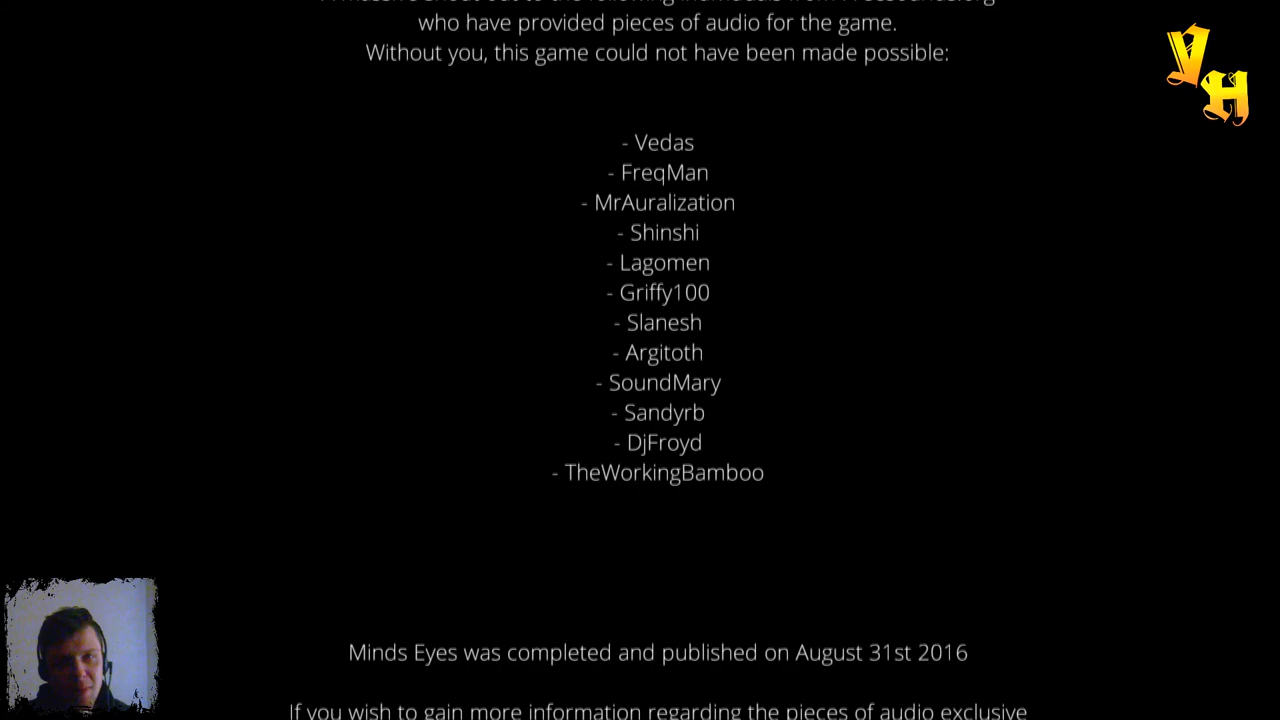 who have provided pieces of audio for the game.
Without you, this game could not have been made possible:
- Vedas
- FreqMan
- MrAuralization
- Shinshi
- Lagomen
- Griffy100
- Slanesh
- Argitoth
- SoundMary
- Sandyrb
- DjFroyd
- TheWorkingBamboo
Minds Eyes was completed and published on August 31st 2016
If you wish to gain more information regarding the pieces of audio exclusive
YH